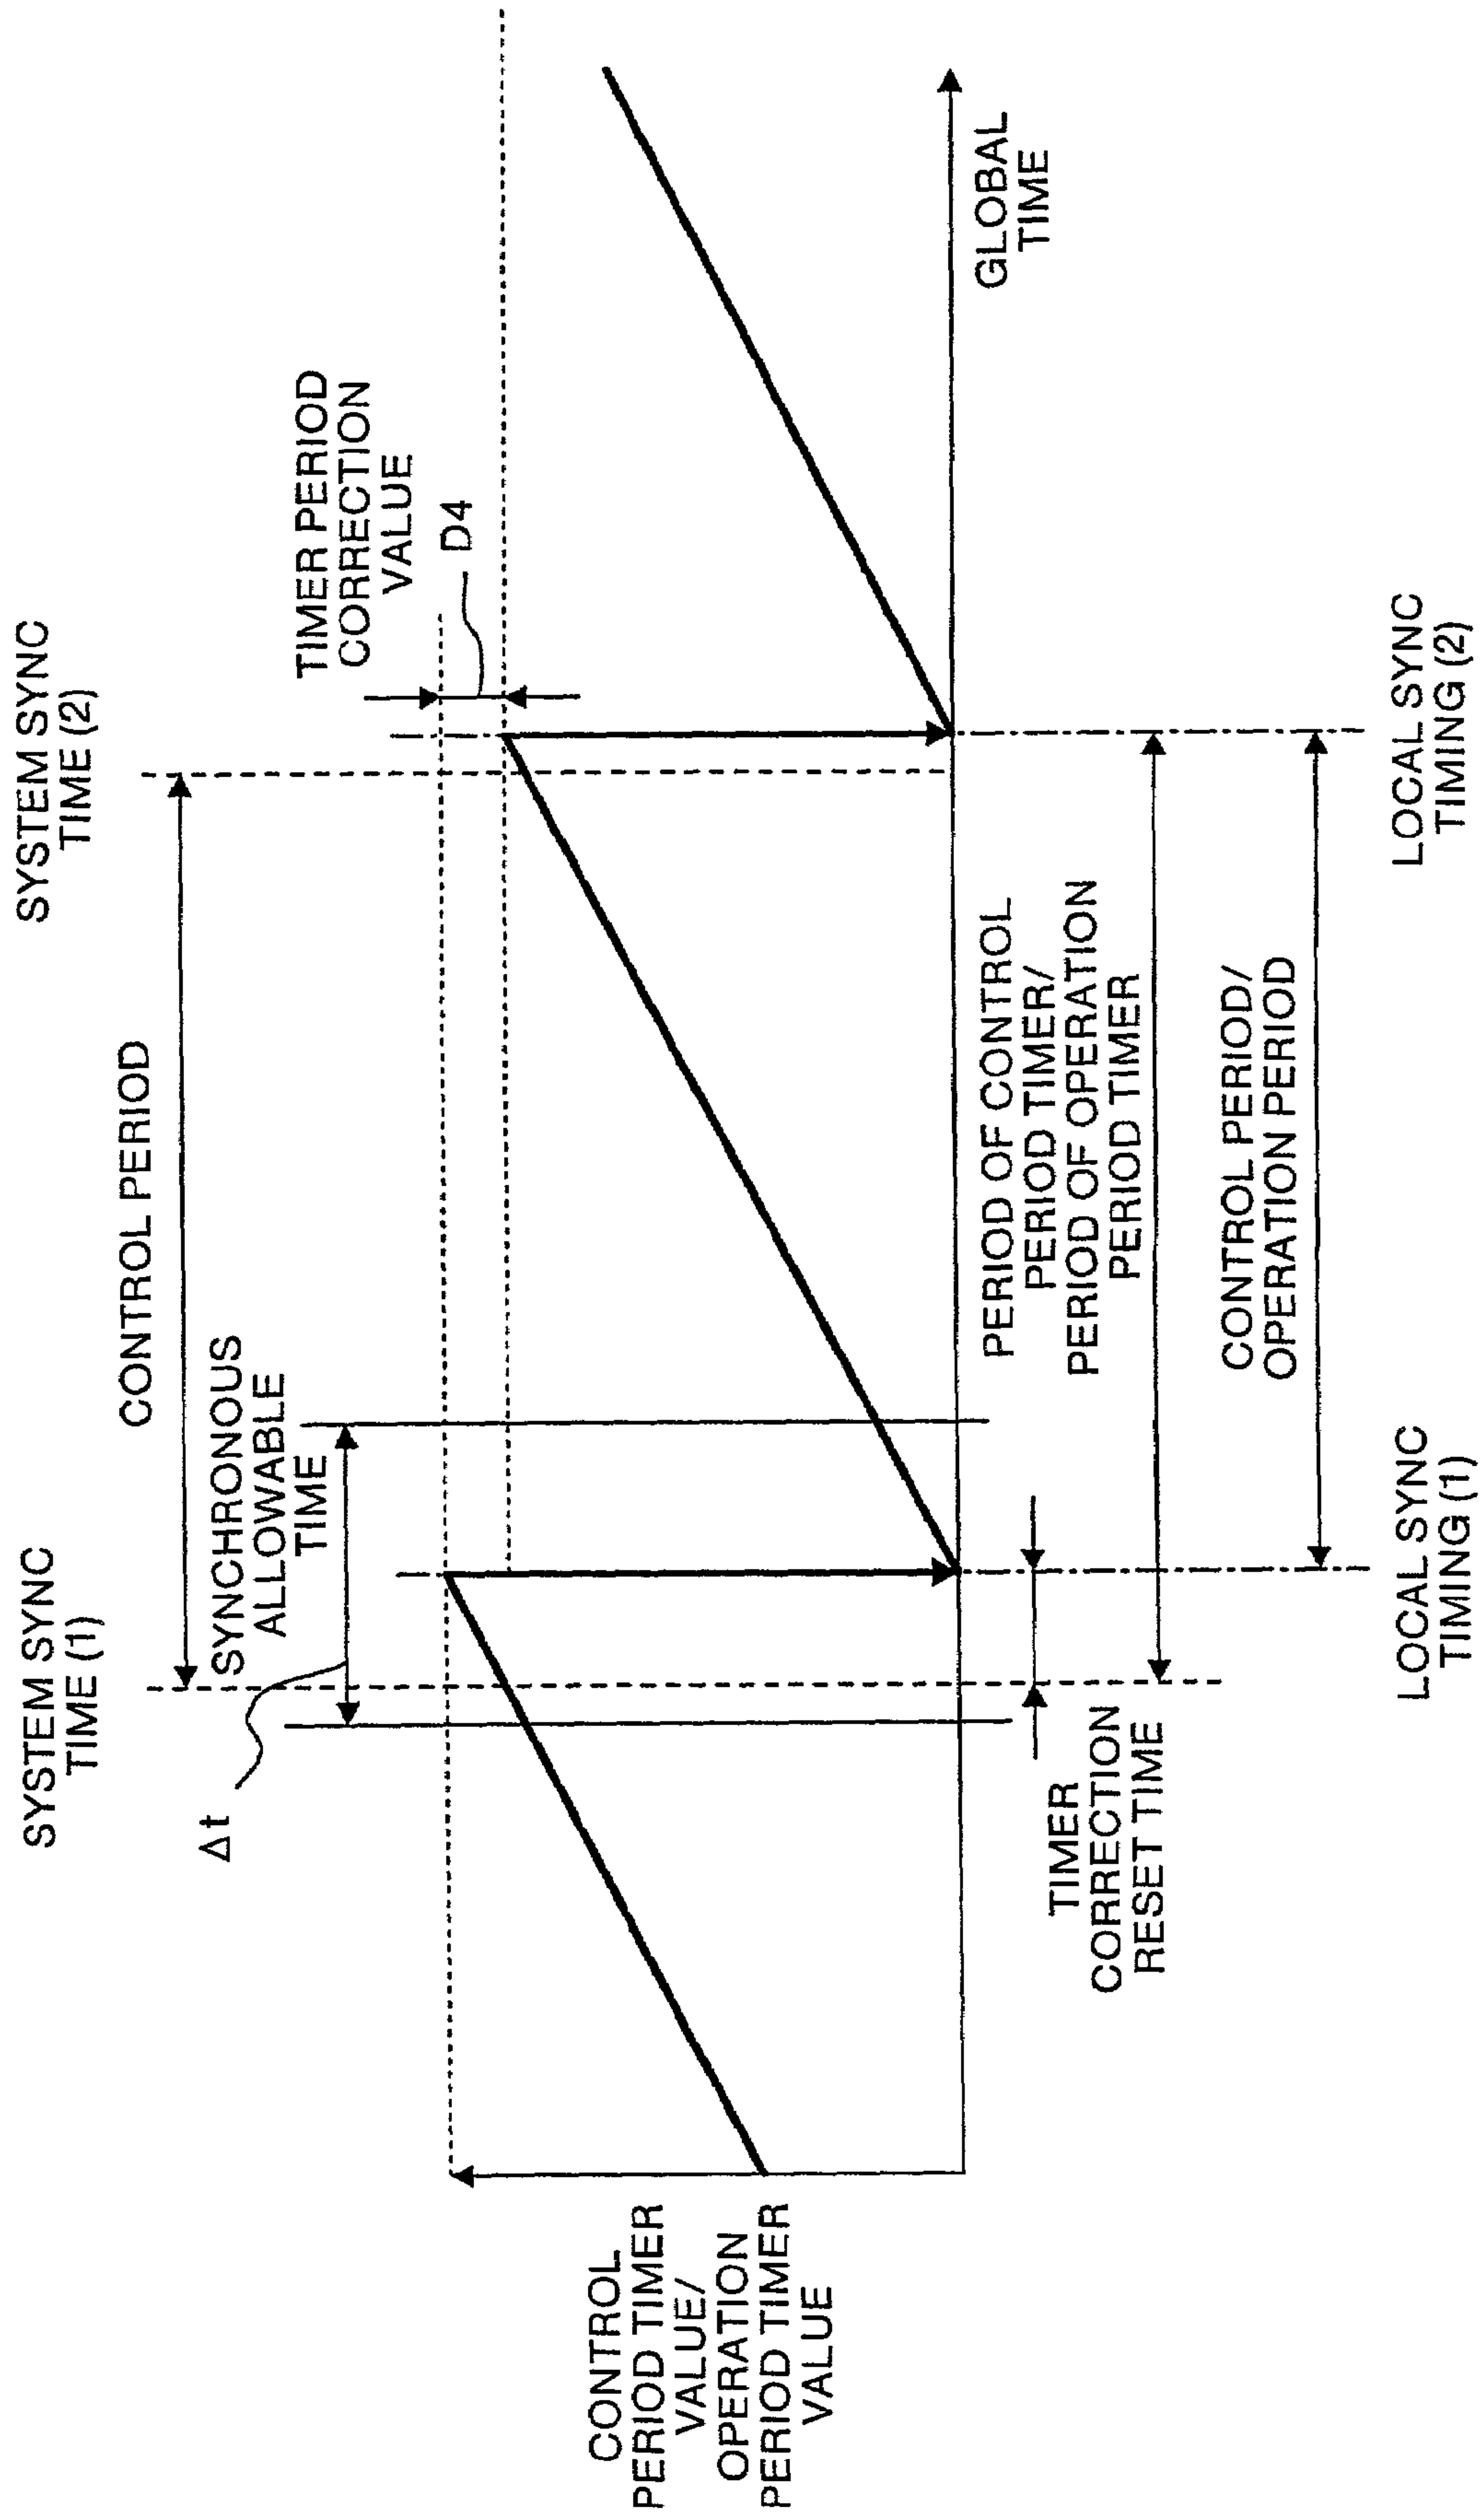 SYSTEM SYNC
TIME (1)
SYSTEM SYNC
TIME (2)
CONTROL PERIOD
Δt
SYNCHRONOUS
ALLOWABLE
TIME
TIMER PERIOD
CORRECTION
VALUE
D4
CONTROL
PERIOD TIMER
VALUE/
OPERATION
PERIOD TIMER
VALUE
GLOBAL
TIME
TIMER
CORRECTION
RESET TIME
PERIOD OF CONTROL
PERIOD TIMER/
PERIOD OF OPERATION
PERIOD TIMER
CONTROL PERIOD/
OPERATION PERIOD
LOCAL SYNC
TIMING (1)
LOCAL SYNC
TIMING (2)